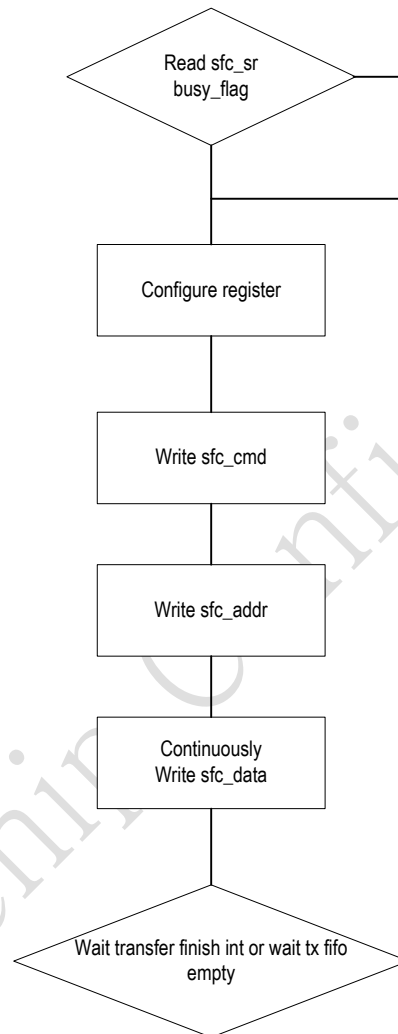 Read sfc_sr
busy_flag
Configure register
Write sfc_cmd
Write sfc_addr
Continuously
Write sfc_data
Wait transfer finish int or wait tx fifo
empty